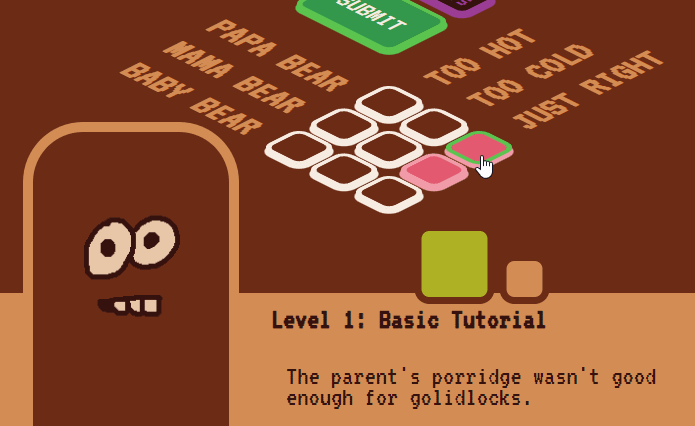 SUBMIT
PAPA BEAR
MAMA BEAR
BABY BEAR
TOO HOT
TOO COLD
JUST RIGHT
Level 1: Basic Tutorial
The parent's porridge wasn't good
enough for golidlocks.